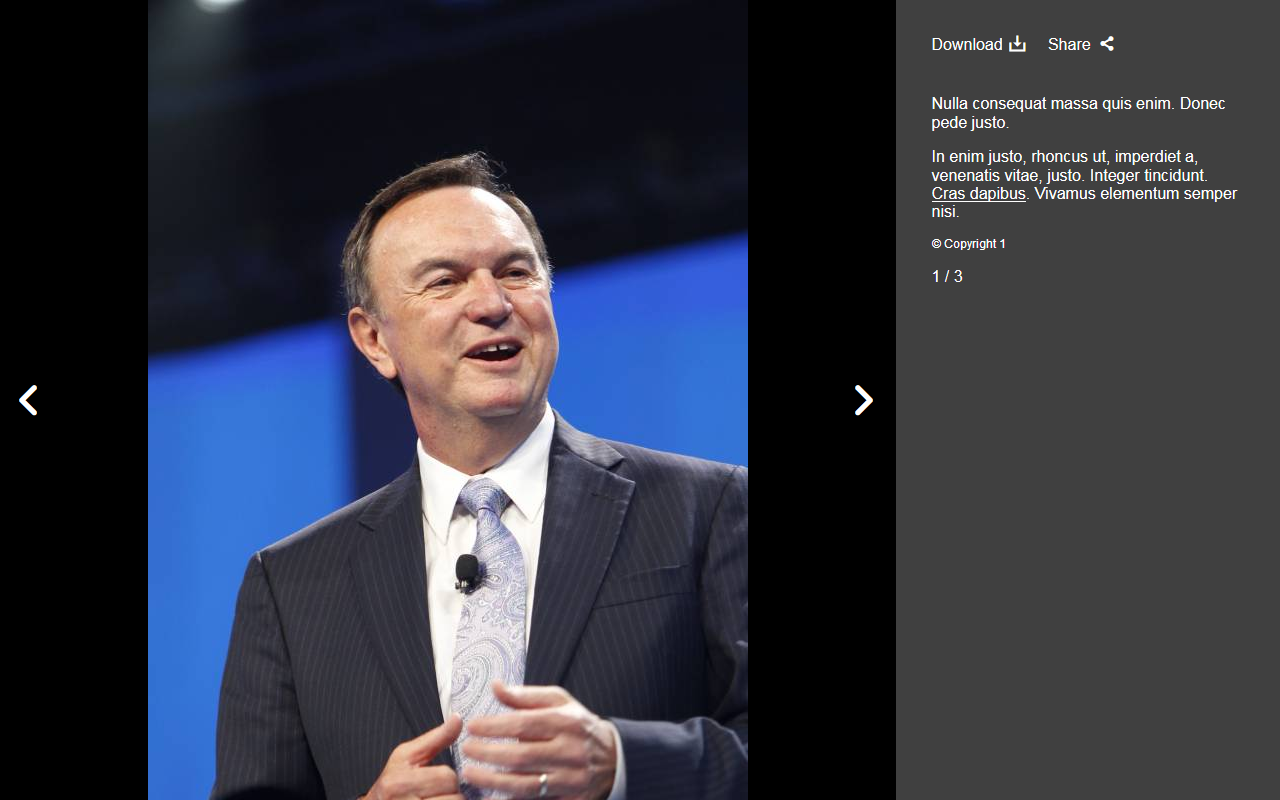 Download Share
Nulla consequat massa quis enim. Donec
pede justo.
In enim justo, rhoncus ut, imperdiet a,
venenatis vitae, justo. Integer tincidunt.
Cras dapibus. Vivamus elementum semper
nisi.
© Copyright 1
1 / 3